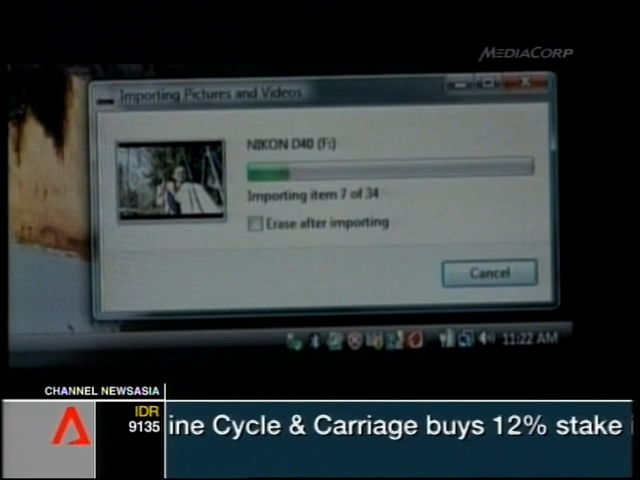 MEDIACORP
Importing Pictures and Videos
NIKON D40 (F:)
Importing item 7 of 34
Erase after importing
Cancel
11:22 AM
CHANNEL NEWSASIA
IDR
9135
ine Cycle & Carriage buys 12% stake